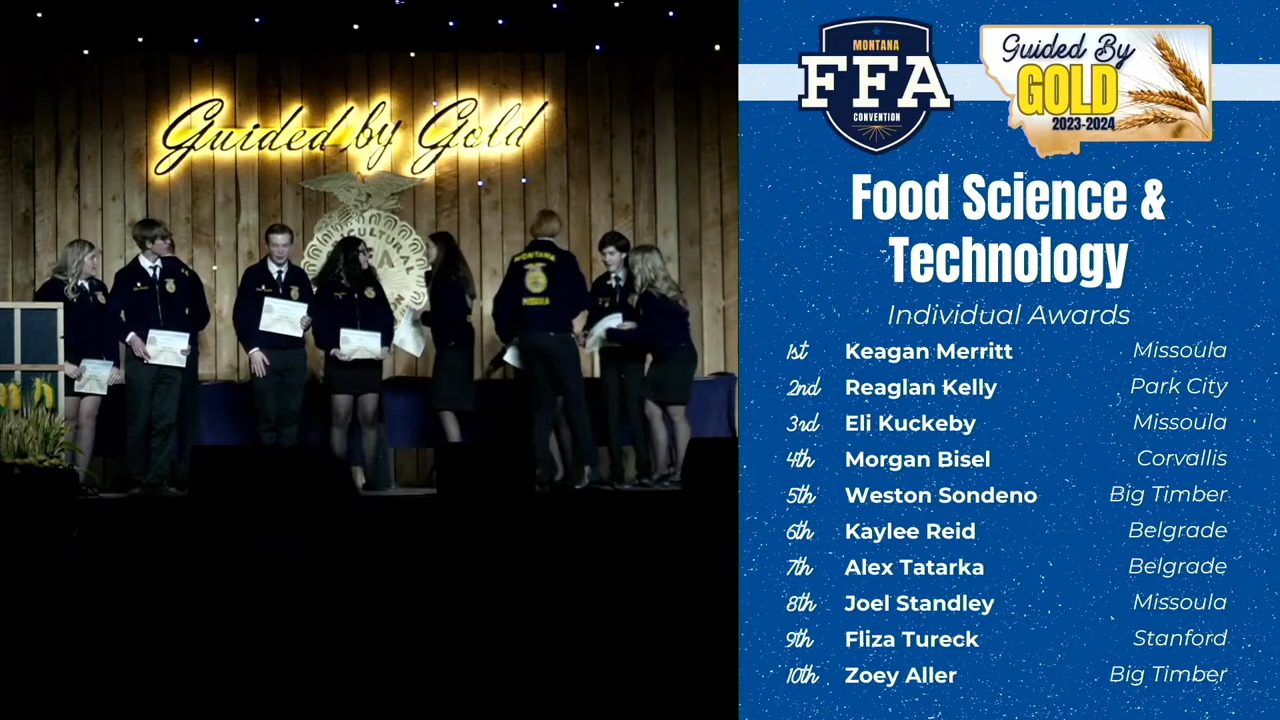 Guided by Gold
AGRICULTURAL
MONTANA
MISSOULA
MONTANA
FFA
CONVENTION
Guided By
GOLD
2023-2024
Food Science &
Technology
Individual Awards
1st Keagan Merritt Missoula
2nd Reaglan Kelly Park City
3rd Eli Kuckeby Missoula
4th Morgan Bisel Corvallis
5th Weston Sondeno Big Timber
6th Kaylee Reid Belgrade
7th Alex Tatarka Belgrade
8th Joel Standley Missoula
9th Fliza Tureck Stanford
10th Zoey Aller Big Timber